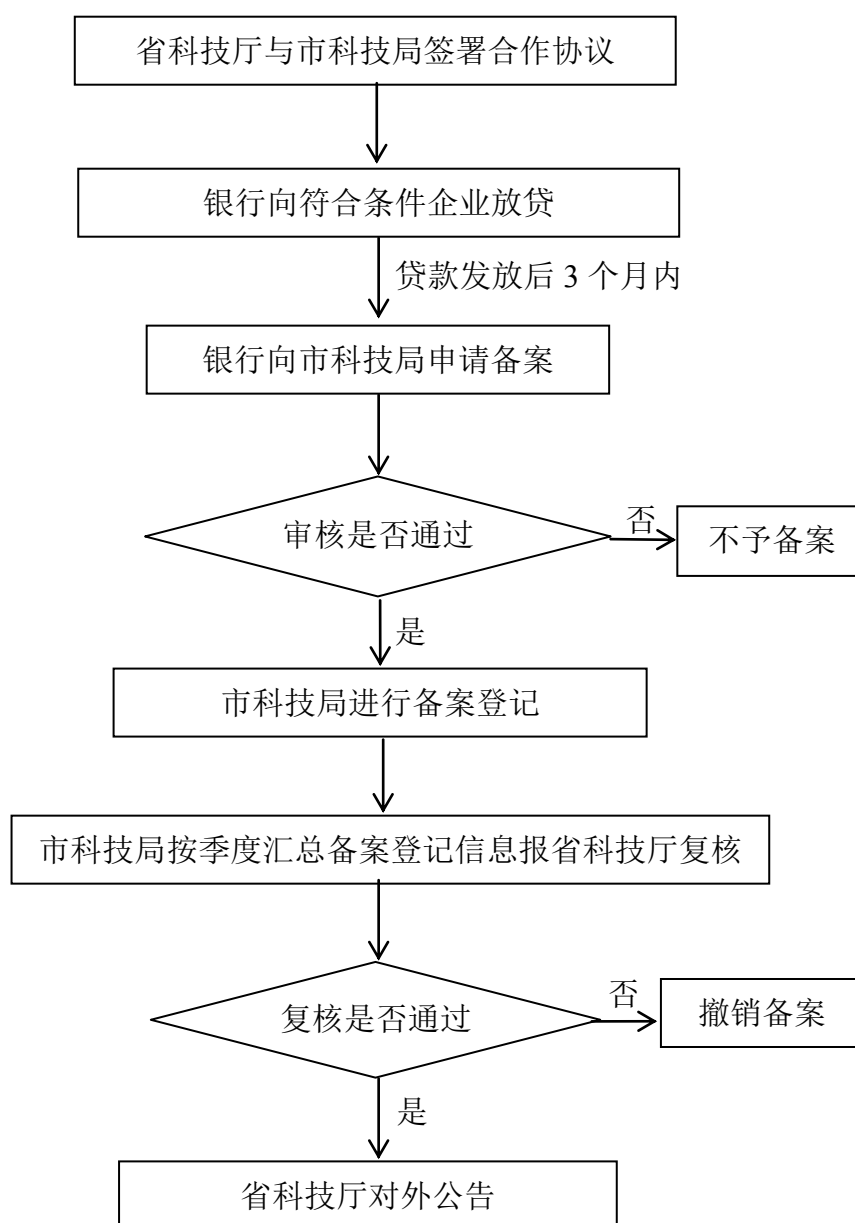 省科技厅与市科技局签署合作协议
银行向符合条件企业放贷
贷款发放后 3 个月内
银行向市科技局申请备案
审核是否通过
否
不予备案
是
市科技局进行备案登记
市科技局按季度汇总备案登记信息报省科技厅复核
复核是否通过
否
撤销备案
是
省科技厅对外公告